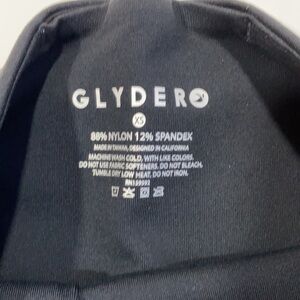 GLYDER
XS
88% NYLON 12% SPANDEX
MADE IN TAIWAN, DESIGNED IN CALIFORNIA
MACHINE WASH COLD, WITH LIKE COLORS.
DO NOT USE FABRIC SOFTENERS. DO NOT BLEACH.
TUMBLE DRY LOW HEAT. DO NOT IRON.